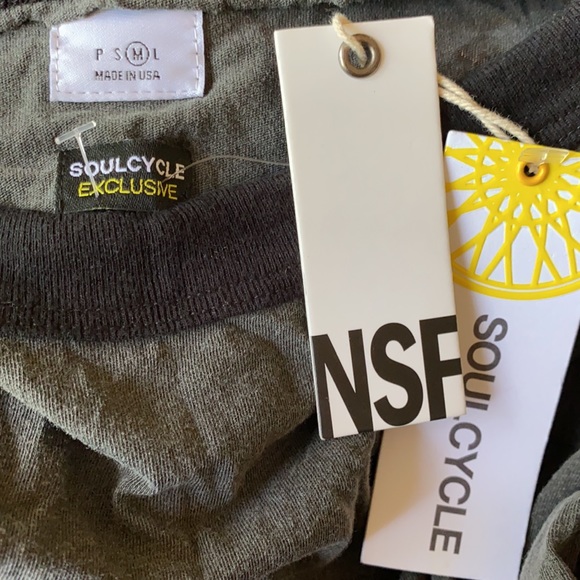 P S M L
MADE IN USA
SOULCYCLE
EXCLUSIVE
NSF
SOULCYCLE